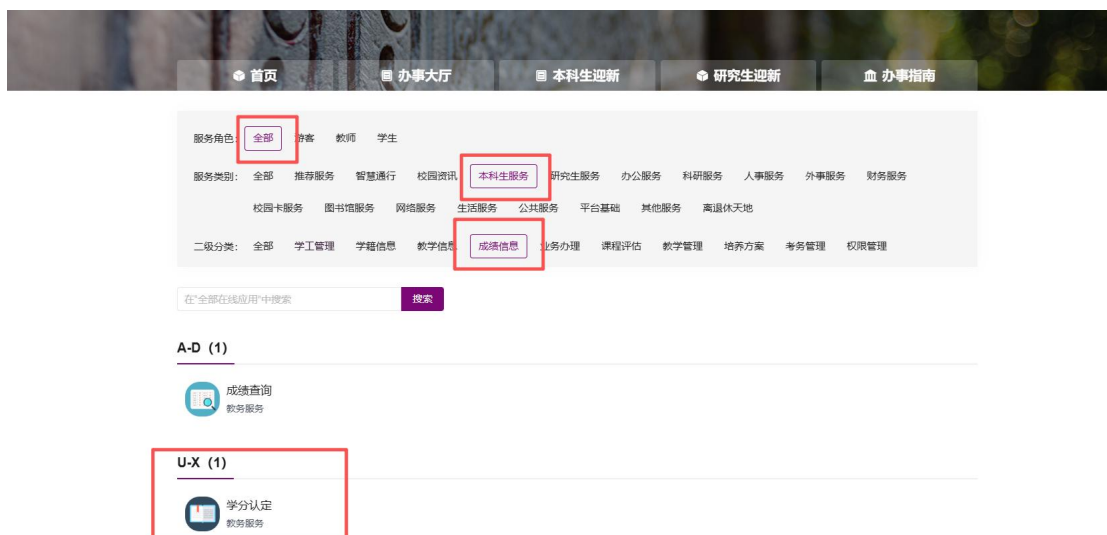 首页 办事大厅 本科生迎新 研究生迎新 办事指南
服务角色: 全部 游客 教师 学生
服务类别: 全部 推荐服务 智慧通行 校园资讯 本科生服务 研究生服务 办公服务 科研服务 人事服务 外事服务 财务服务
校园卡服务 图书馆服务 网络服务 生活服务 公共服务 平台基础 其他服务 离退休天地
二级分类: 全部 学工管理 学籍信息 教学信息 成绩信息 业务办理 课程评估 教学管理 培养方案 考务管理 权限管理
在"全部在线应用"中搜索 搜索
A-D (1)
成绩查询
教务服务
U-X (1)
学分认定
教务服务